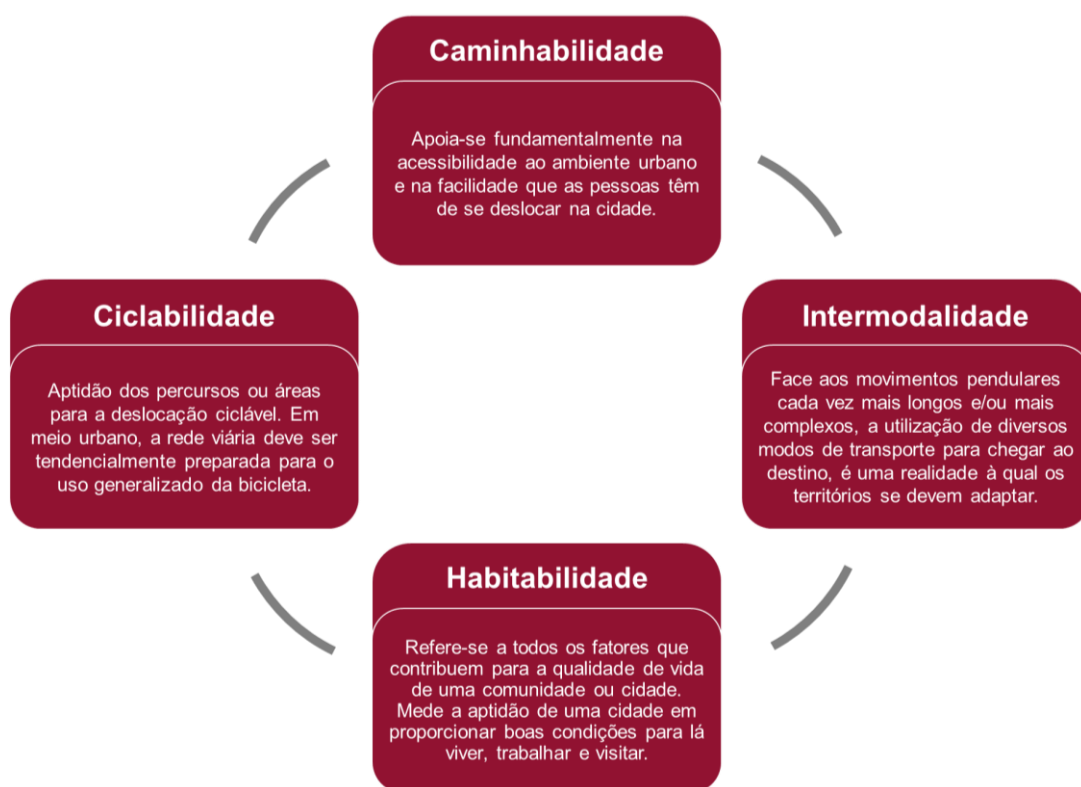 Caminhabilidade
Apoia-se fundamentalmente na
acessibilidade ao ambiente urbano
e na facilidade que as pessoas têm
de se deslocar na cidade.
Ciclabilidade
Aptidão dos percursos ou áreas
para a deslocação ciclável. Em
meio urbano, a rede viária deve ser
tendencialmente preparada para o
uso generalizado da bicicleta.
Intermodalidade
Face aos movimentos pendulares
cada vez mais longos e/ou mais
complexos, a utilização de diversos
modos de transporte para chegar ao
destino, é uma realidade à qual os
territórios se devem adaptar.
Habitabilidade
Refere-se a todos os fatores que
contribuem para a qualidade de vida
de uma comunidade ou cidade.
Mede a aptidão de uma cidade em
proporcionar boas condições para lá
viver, trabalhar e visitar.